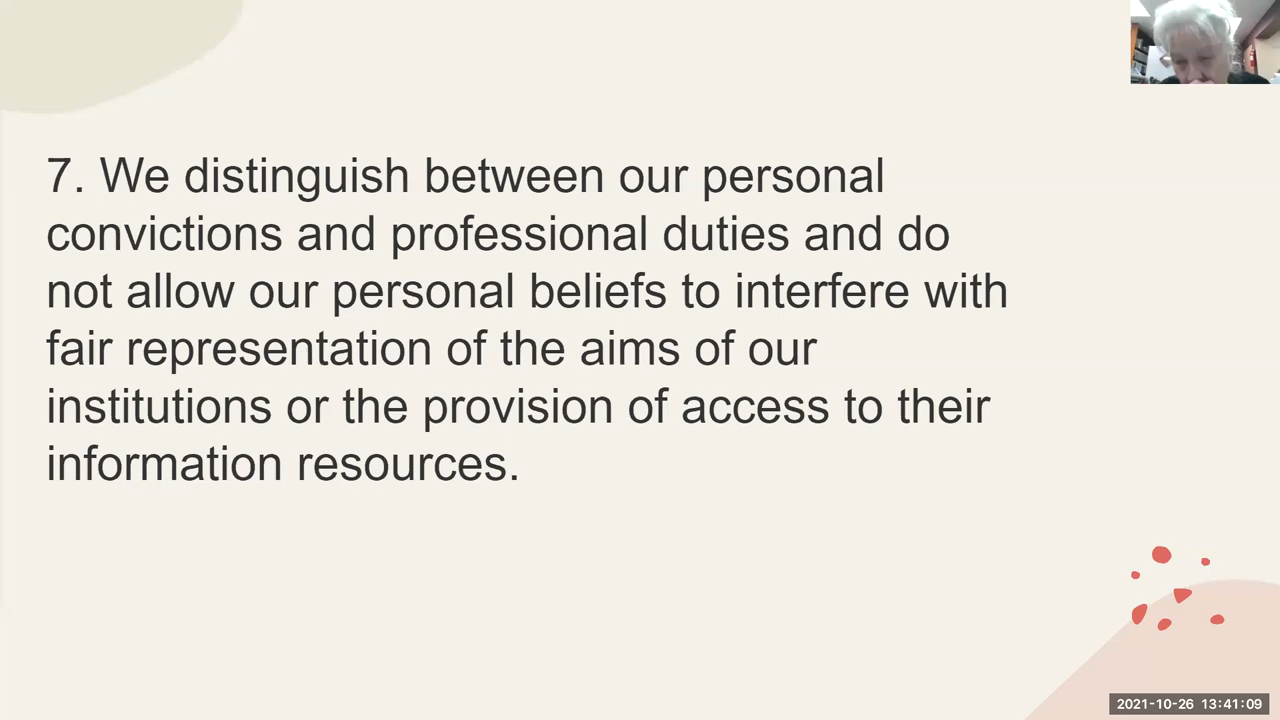 7. We distinguish between our personal
convictions and professional duties and do
not allow our personal beliefs to interfere with
fair representation of the aims of our
institutions or the provision of access to their
information resources.
2021-10-26 13:41:09